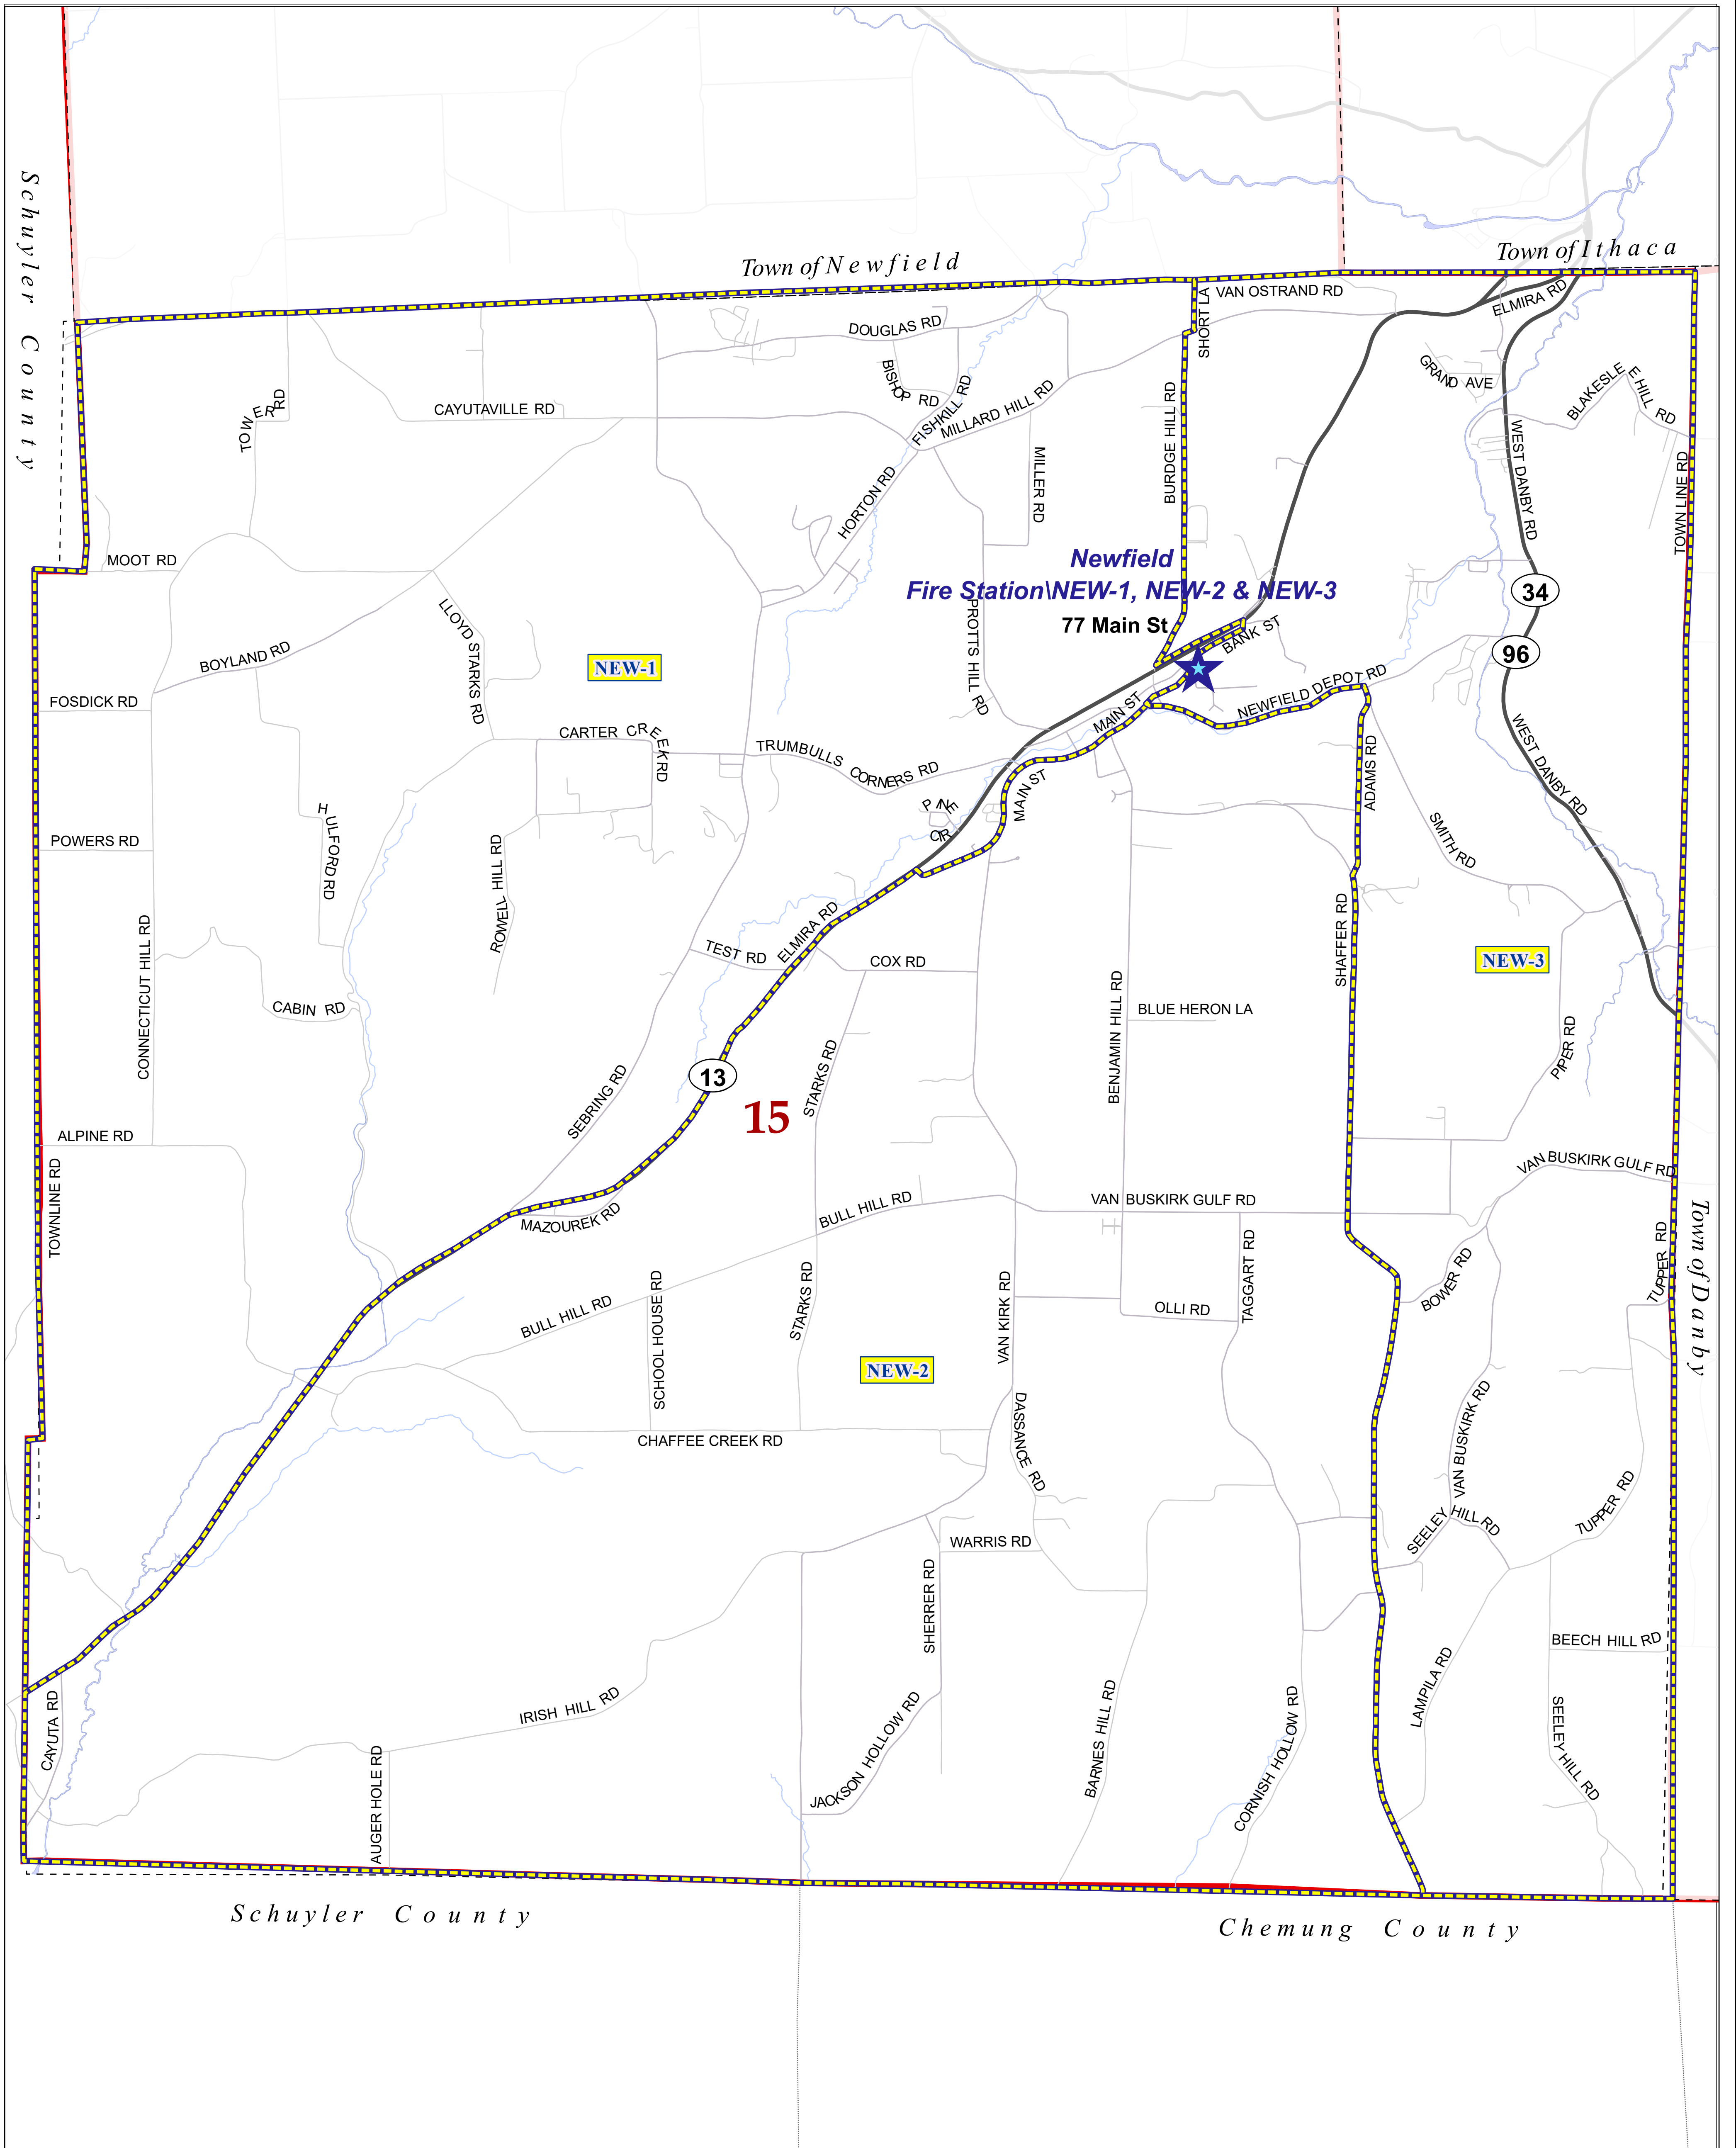 Schuyler County
Town of Newfield
Town of Ithaca
VAN OSTRAND RD
ELMIRA RD
SHORT LA
DOUGLAS RD
BISHOP RD
FISHKILL RD
MILLARD HILL RD
GRAND AVE
BLAKESLEE HILL RD
TOWER RD
CAYUTAVILLE RD
BURDGE HILL RD
MILLER RD
HORTON RD
WEST DANBY RD
TOWN LINE RD
MOOT RD
Newfield
Fire Station\NEW-1, NEW-2 & NEW-3
77 Main St
34
96
BANK ST
PROTTS HILL RD
LLOYD STARKS RD
BOYLAND RD
NEW-1
FOSDICK RD
NEWFIELD DEPOT RD
MAIN ST
CARTER CREEK RD
TRUMBULLS CORNERS RD
ADAMS RD
WEST DANBY RD
MAIN ST
PINE CIR
SMITH RD
HULFORD RD
POWERS RD
ROWELL HILL RD
CONNECTICUT HILL RD
ELMIRA RD
TEST RD
COX RD
SHAFFER RD
NEW-3
CABIN RD
BENJAMIN HILL RD
BLUE HERON LA
PIPER RD
13
STARKS RD
SEBRING RD
15
ALPINE RD
TOWNLINE RD
VAN BUSKIRK GULF RD
VAN BUSKIRK GULF RD
BULL HILL RD
MAZOUREK RD
TAGGART RD
TUPPER RD
Town of Danby
BOWER RD
BULL HILL RD
SCHOOL HOUSE RD
STARKS RD
VAN KIRK RD
OLLI RD
NEW-2
DASSANCE RD
VAN BUSKIRK RD
CHAFFEE CREEK RD
TUPPER RD
SEELEY HILL RD
WARRIS RD
SHERRER RD
BEECH HILL RD
LAMPILA RD
CAYUTA RD
IRISH HILL RD
JACKSON HOLLOW RD
BARNES HILL RD
CORNISH HOLLOW RD
SEELEY HILL RD
AUGER HOLE RD
Schuyler County
Chemung County